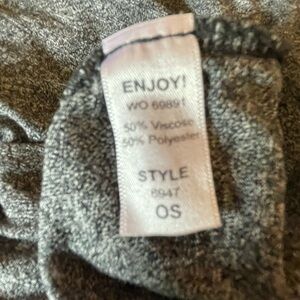 ENJOY!
WO 69891
50% Viscose
50% Polyester
STYLE
6947
OS